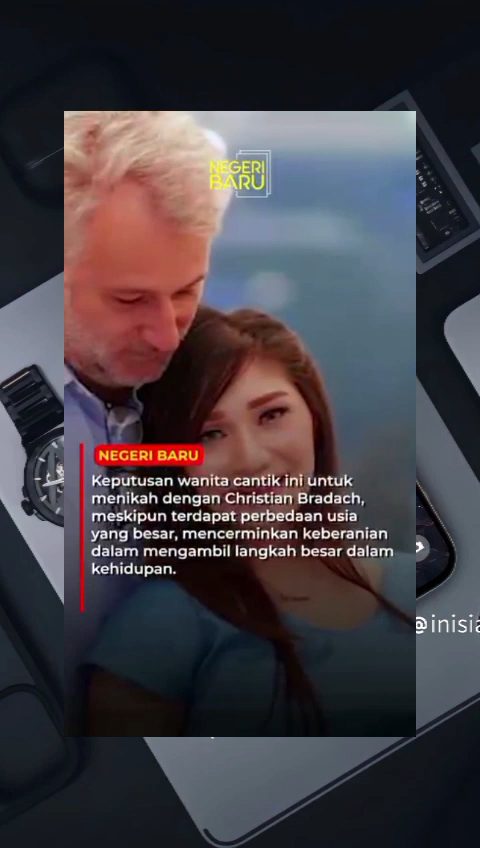 NEGERI
BARU
NEGERI BARU
Keputusan wanita cantik ini untuk
menikah dengan Christian Bradach,
meskipun terdapat perbedaan usia
yang besar, mencerminkan keberanian
dalam mengambil langkah besar dalam
kehidupan.
@inisia